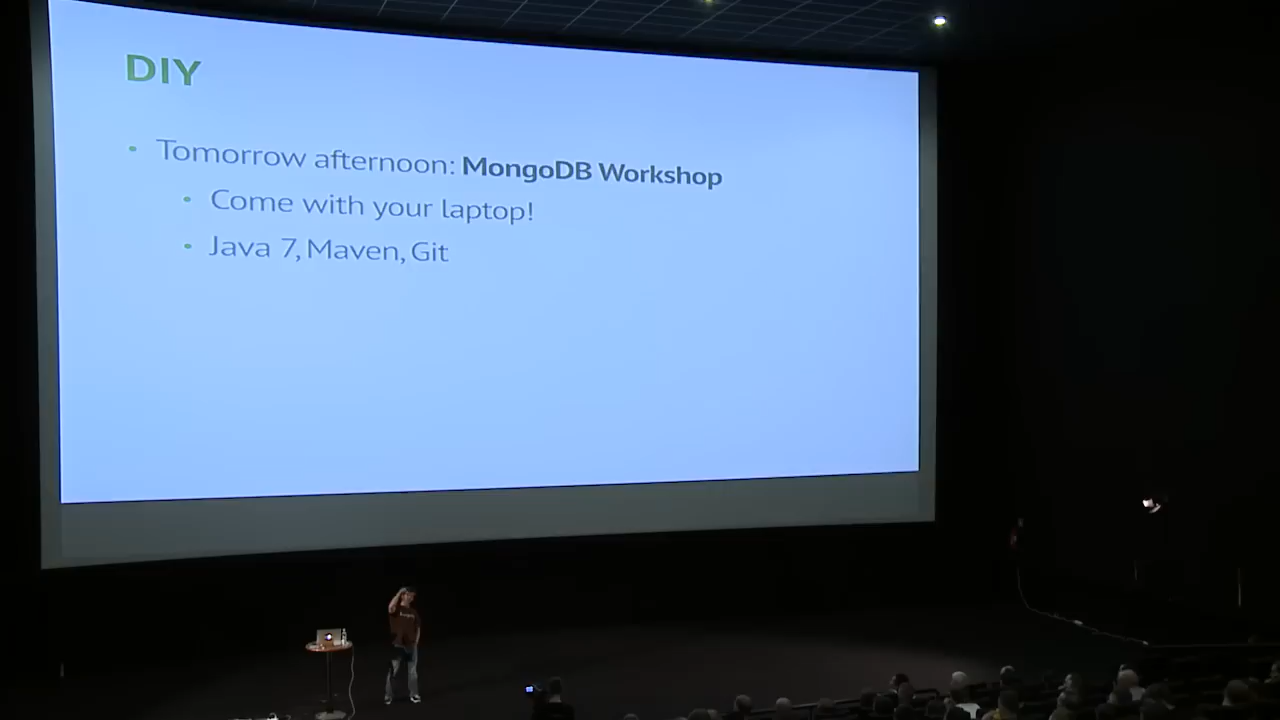 DIY
• Tomorrow afternoon: MongoDB Workshop
• Come with your laptop!
• Java 7, Maven, Git